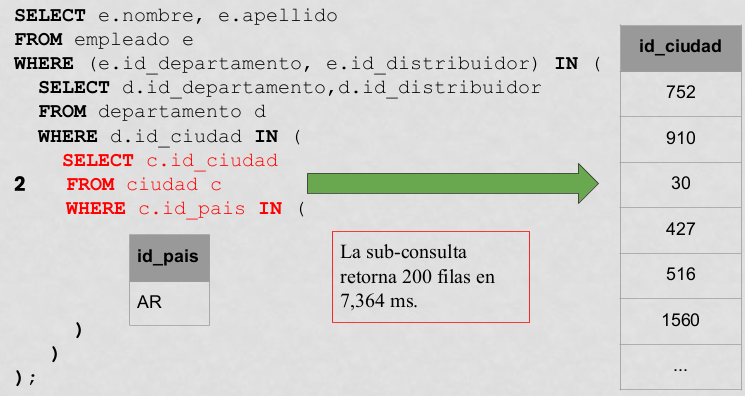 SELECT e.nombre, e.apellido
FROM empleado e
WHERE (e.id_departamento, e.id_distribuidor) IN (
SELECT d.id_departamento,d.id_distribuidor
FROM departamento d
WHERE d.id_ciudad IN (
SELECT c.id_ciudad
2 FROM ciudad c
WHERE c.id_pais IN (
id_pais
AR
)
)
);
La sub-consulta
retorna 200 filas en
7,364 ms.
id_ciudad
752
910
30
427
516
1560
...